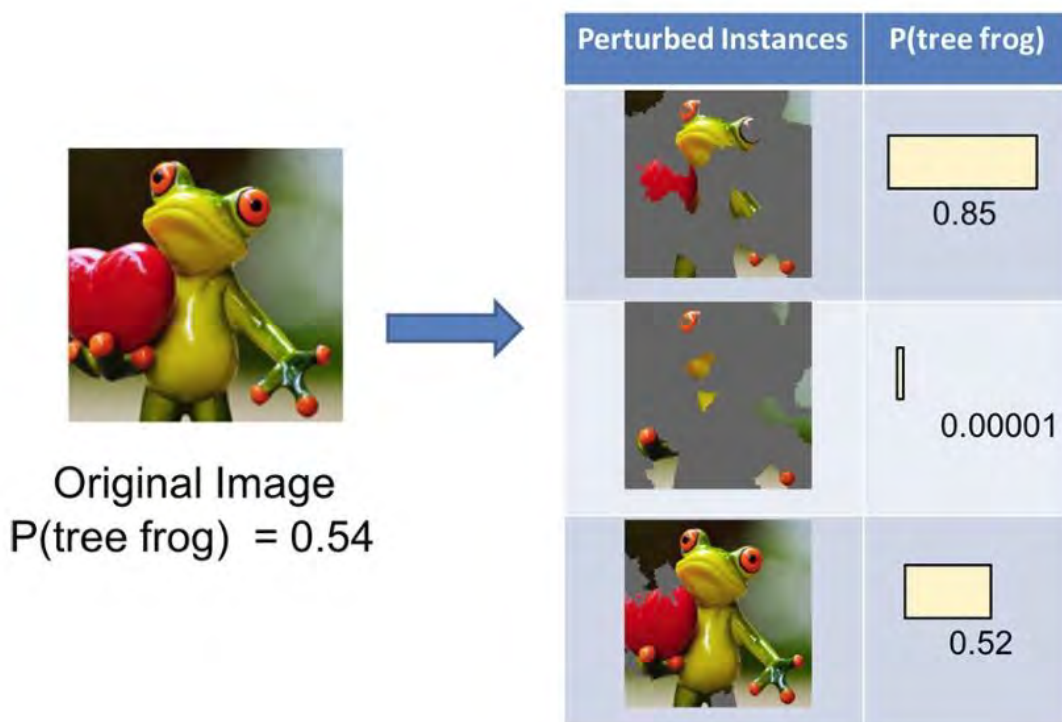 Perturbed Instances P(tree frog)
0.85
0.00001
0.52
Original Image
P(tree frog) = 0.54